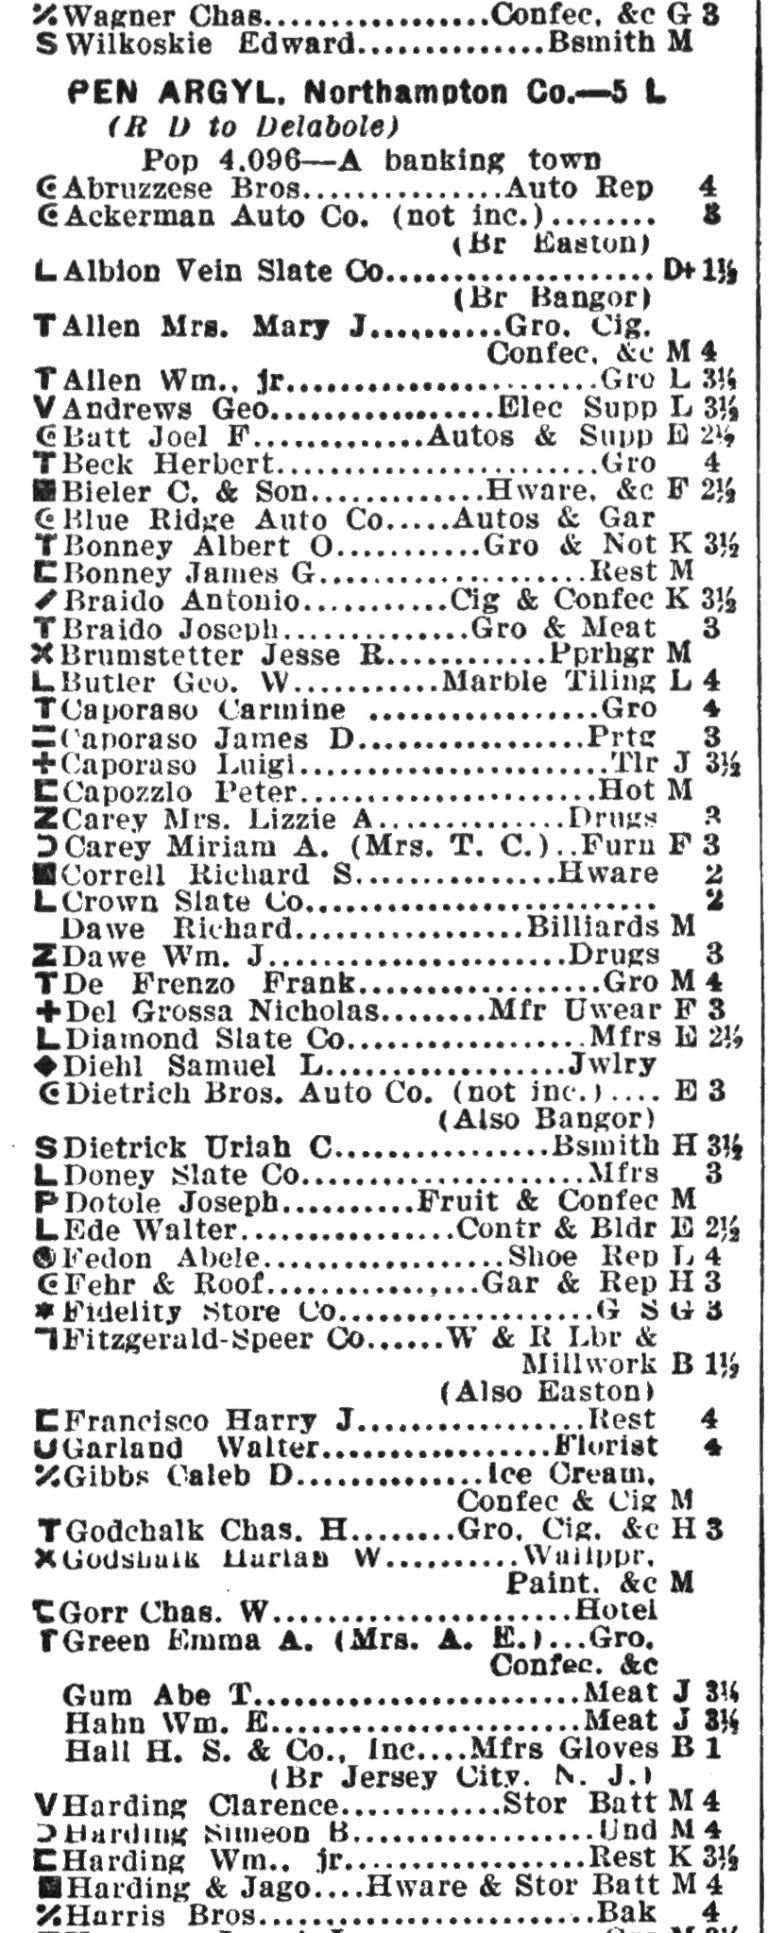 Wagner Chas.................Confec, &c G 3
S Wilkoskie Edward..............Bsmith M
PEN ARGYL, Northampton Co.—5 L
(R D to Delabole)
Pop 4,096—A banking town
Abruzzese Bros...............Auto Rep 4
Ackerman Auto Co. (not inc.)........ 3
(Br Easton)
L Albion Vein Slate Co.................... D+ 1½
(Br Bangor)
T Allen Mrs. Mary J..........Gro, Cig,
Confec, &c M 4
T Allen Wm., jr.......................Gro L 3½
V Andrews Geo.................Elec Supp L 3½
Batt Joel F.............Autos & Supp E 2½
T Beck Herbert........................Gro 4
■ Bieler C. & Son.............Hware, &c F 2½
Blue Ridge Auto Co.....Autos & Gar
T Bonney Albert O...........Gro & Not K 3½
Bonney James G....................Rest M
Braido Antonio...........Cig & Confec K 3½
T Braido Joseph..............Gro & Meat 3
X Brumstetter Jesse R............Pprhgr M
L Butler Geo. W...........Marble Tiling L 4
T Caporaso Carmine ..................Gro 4
= Caporaso James D.................Prtg 3
+ Caporaso Luigi.......................Tlr J 3½
Capozzio Peter.......................Hot M
Z Carey Mrs. Lizzie A..............Drugs 3
Carey Miriam A. (Mrs. T. C.)..Furn F 3
■ Correll Richard S...............Hware 2
L Crown Slate Co.......................... 2
Dawe Richard.................Billiards M
Z Dawe Wm. J......................Drugs 3
T De Frenzo Frank..................Gro M 4
+ Del Grossa Nicholas........Mfr Uwear F 3
L Diamond Slate Co..................Mfrs E 2½
◆ Diehl Samuel L..................Jwlry
Dietrich Bros. Auto Co. (not inc.).... E 3
(Also Bangor)
S Dietrick Uriah C................Bsmith H 3½
L Doney Slate Co.....................Mfrs 3
P Dotole Joseph..........Fruit & Confec M
L Ede Walter................Contr & Bldr E 2½
Fedon Abele..................Shoe Rep L 4
Fehr & Roof................Gar & Rep H 3
* Fidelity Store Co...................G S G 3
Fitzgerald-Speer Co......W & R Lbr &
Millwork B 1½
(Also Easton)
Francisco Harry J.................Rest 4
Garland Walter.................Florist 4
Gibbs Caleb D..............Ice Cream,
Confec & Cig M
T Godchalk Chas. H........Gro, Cig, &c H 3
X Godshalk Harlan W..........Wallppr,
Paint, &c M
Gorr Chas. W......................Hotel
T Green Emma A. (Mrs. A. E.)...Gro,
Confec, &c
Gum Abe T........................Meat J 3½
Hahn Wm. E.......................Meat J 3½
Hall H. S. & Co., Inc....Mfrs Gloves B 1
(Br Jersey City, N. J.)
V Harding Clarence............Stor Batt M 4
Harding Simeon B..................Und M 4
Harding Wm., jr..................Rest K 3½
■ Harding & Jago....Hware & Stor Batt M 4
Harris Bros.........................Bak 4